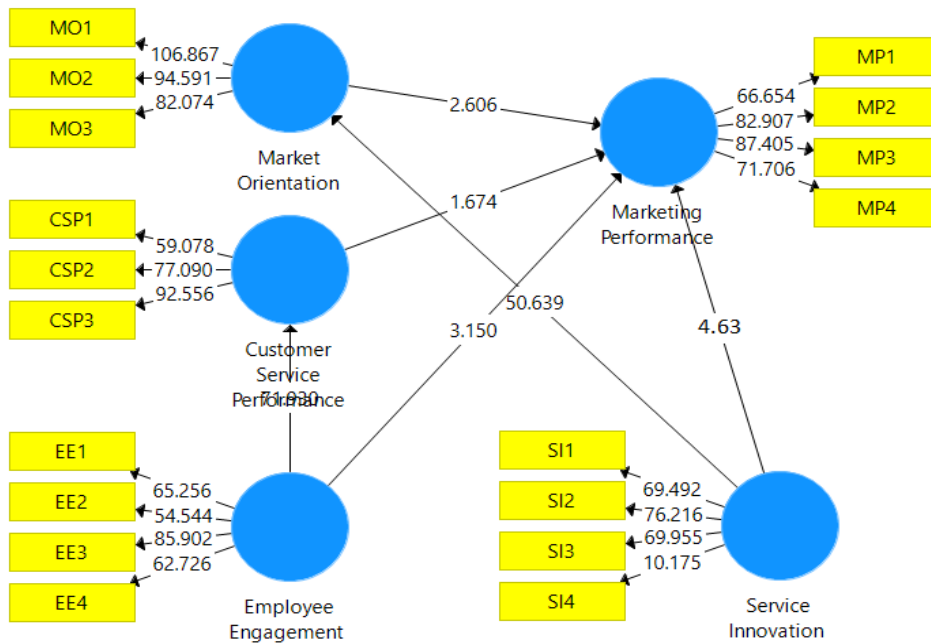 MO1
106.867
MO2
94.591
MO3
82.074
Market
Orientation
2.606
MP1
66.654
MP2
82.907
MP3
87.405
MP4
71.706
Marketing
Performance
1.674
CSP1
59.078
CSP2
77.090
CSP3
92.556
Customer
Service
Performance
71.930
50.639
3.150
4.63
EE1
65.256
EE2
54.544
EE3
85.902
EE4
62.726
Employee
Engagement
SI1
69.492
SI2
76.216
SI3
69.955
SI4
10.175
Service
Innovation